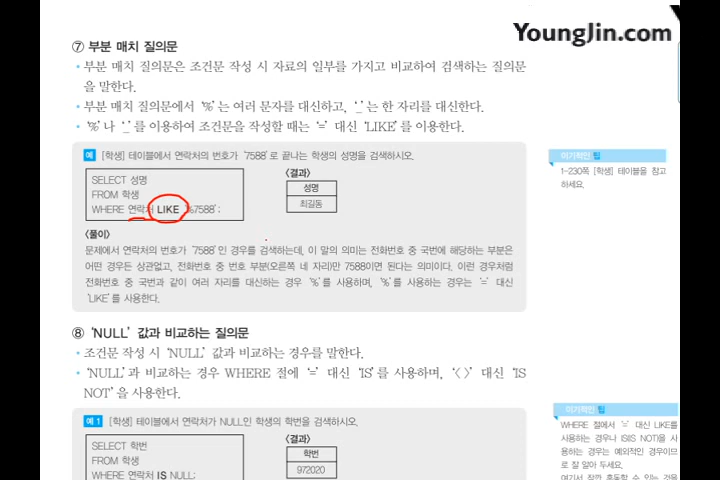 YoungJin.com
⑦ 부분 매치 질의문
• 부분 매치 질의문은 조건문 작성 시 자료의 일부를 가지고 비교하여 검색하는 질의문
을 말한다.
• 부분 매치 질의문에서 '%'는 여러 문자를 대신하고, '_'는 한 자리를 대신한다.
• '%'나 '_'를 이용하여 조건문을 작성할 때는 '=' 대신 'LIKE'를 이용한다.
예 [학생] 테이블에서 연락처의 번호가 '7588'로 끝나는 학생의 성명을 검색하시오.
SELECT 성명
FROM 학생
WHERE 연락처 LIKE '%7588';
〈결과〉
성명
최길동
〈풀이〉
문제에서 연락처의 번호가 '7588'인 경우를 검색하는데, 이 말의 의미는 전화번호 중 국번에 해당하는 부분은
어떤 경우든 상관없고, 전화번호 중 번호 부분(오른쪽 네 자리)만 7588이면 된다는 의미이다. 이런 경우처럼
전화번호 중 국번과 같이 여러 자리를 대신하는 경우 '%'를 사용하며, '%'를 사용하는 경우는 '=' 대신
'LIKE'를 사용한다.
여기적인 팁
1-230쪽 [학생] 테이블을 참고
하세요.
⑧ 'NULL' 값과 비교하는 질의문
• 조건문 작성 시 'NULL' 값과 비교하는 경우를 말한다.
• 'NULL'과 비교하는 경우 WHERE 절에 '=' 대신 'IS'를 사용하며, '〈 〉' 대신 'IS
NOT'을 사용한다.
예 1 [학생] 테이블에서 연락처가 NULL인 학생의 학번을 검색하시오.
SELECT 학번
FROM 학생
WHERE 연락처 IS NULL;
〈결과〉
학번
972020
여기적인 팁
WHERE 절에서 '=' 대신 LIKE를
사용하는 경우나 IS(IS NOT)을 사
용하는 경우는 예외적인 경우이므
로 잘 알아 두세요.
여기서 잠깐 혼동할 수 있는 것은